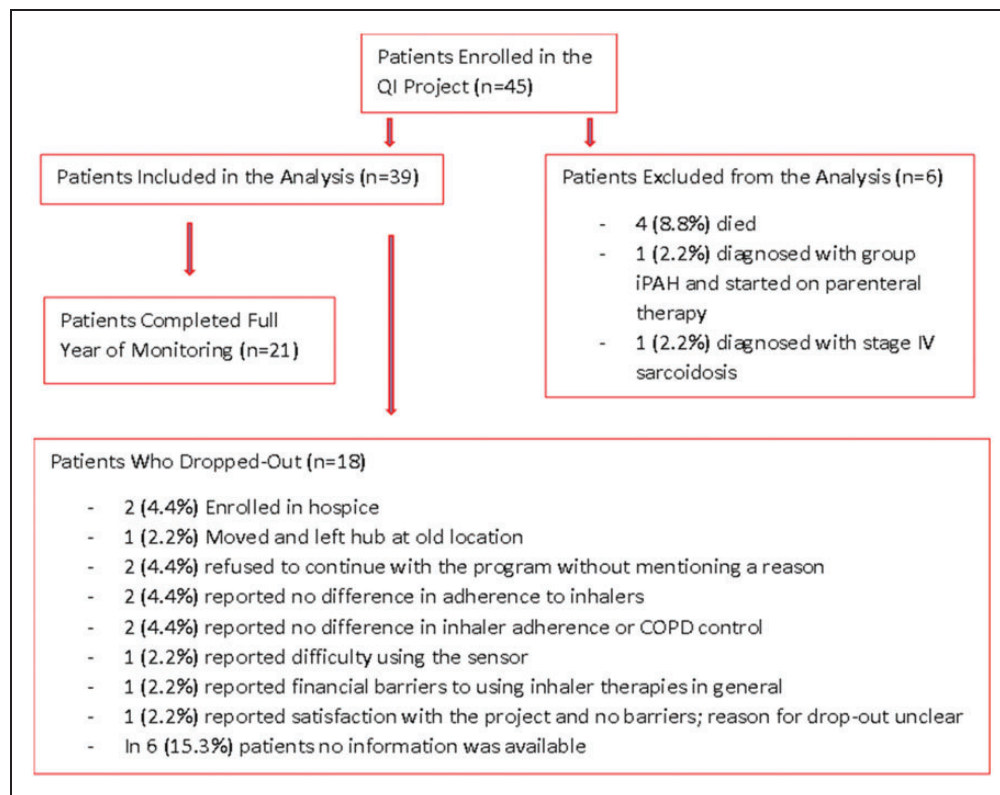 Patients Enrolled in the
QI Project (n=45)
Patients Included in the Analysis (n=39)
Patients Excluded from the Analysis (n=6)
- 4 (8.8%) died
- 1 (2.2%) diagnosed with group
iPAH and started on parenteral
therapy
- 1 (2.2%) diagnosed with stage IV
sarcoidosis
Patients Completed Full
Year of Monitoring (n=21)
Patients Who Dropped-Out (n=18)
- 2 (4.4%) Enrolled in hospice
- 1 (2.2%) Moved and left hub at old location
- 2 (4.4%) refused to continue with the program without mentioning a reason
- 2 (4.4%) reported no difference in adherence to inhalers
- 2 (4.4%) reported no difference in inhaler adherence or COPD control
- 1 (2.2%) reported difficulty using the sensor
- 1 (2.2%) reported financial barriers to using inhaler therapies in general
- 1 (2.2%) reported satisfaction with the project and no barriers; reason for drop-out unclear
- In 6 (15.3%) patients no information was available